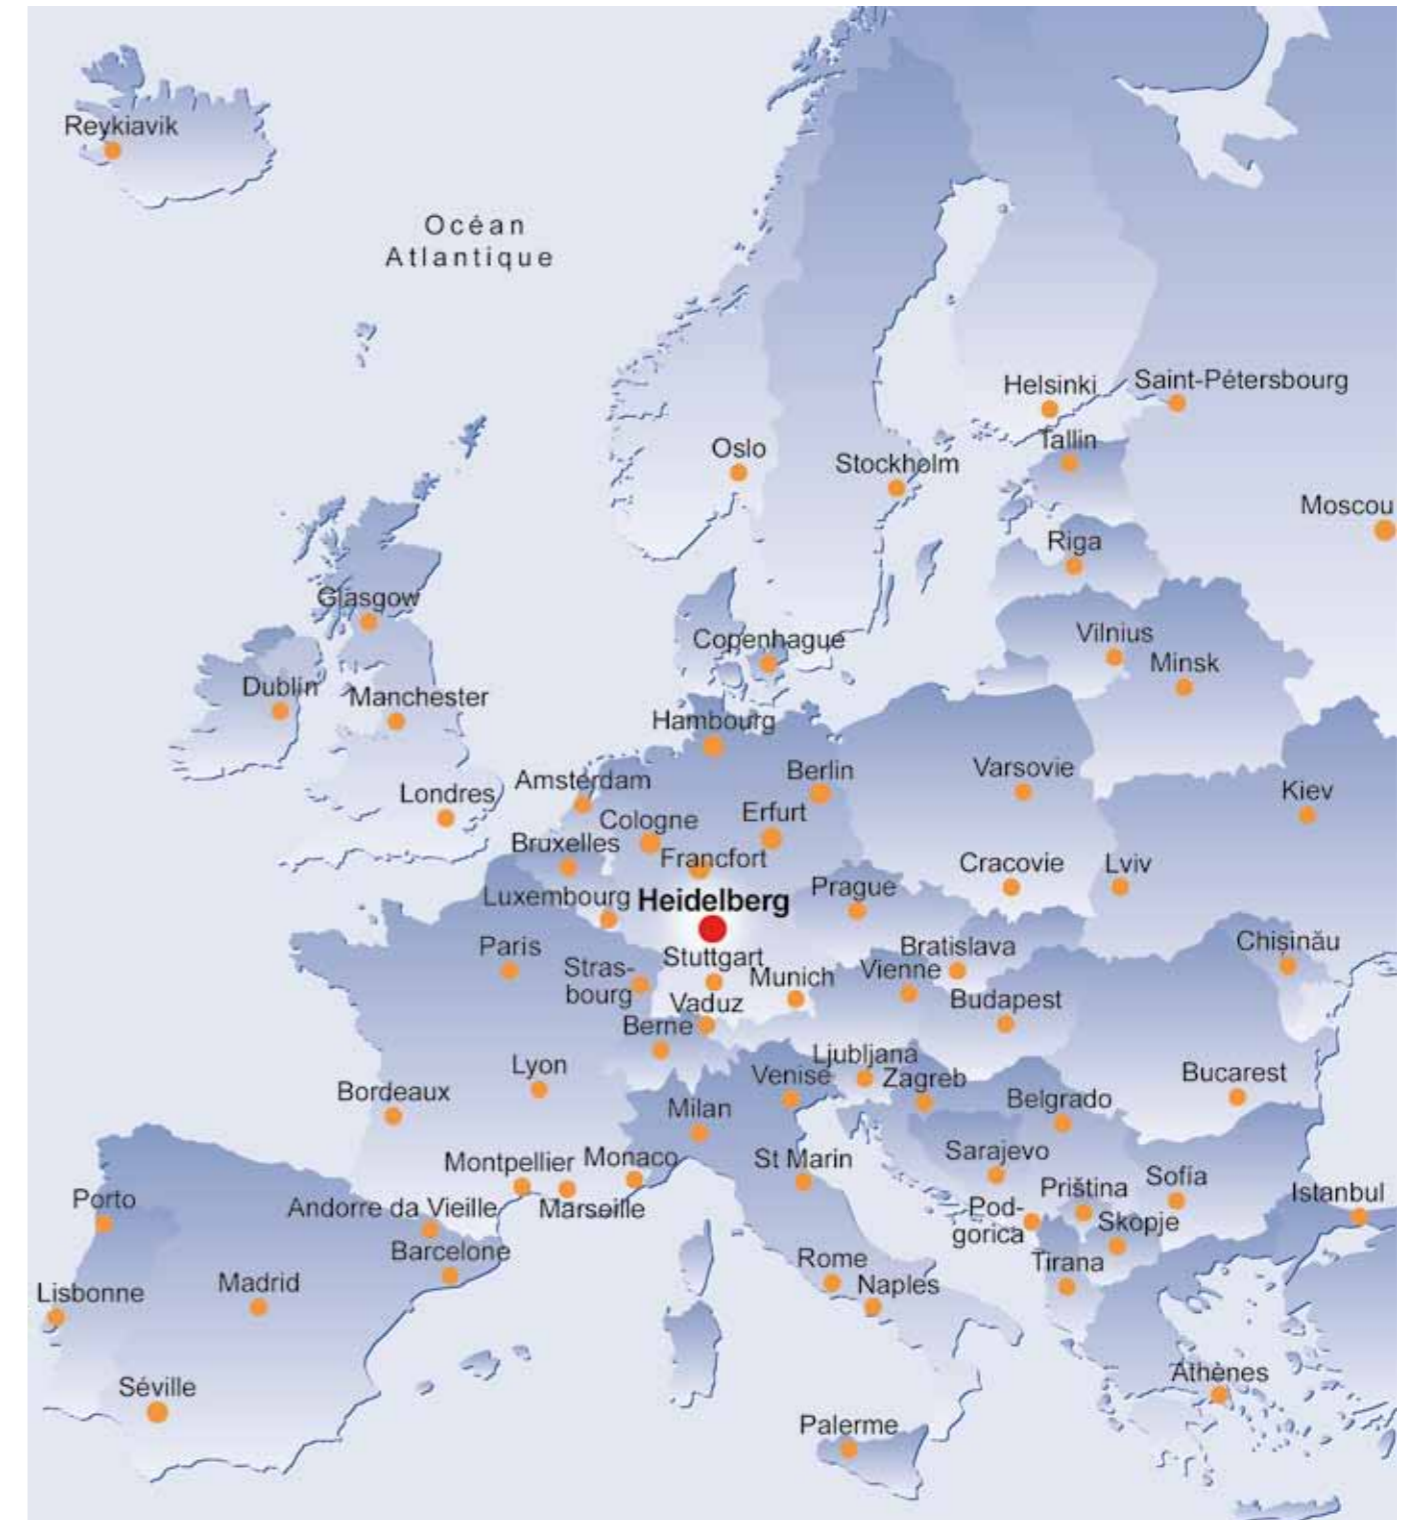 Reykiavik
Océan
Atlantique
Helsinki
Saint-Pétersbourg
Tallin
Oslo
Stockholm
Moscou
Riga
Glasgow
Copenhague
Vilnius
Minsk
Dublin
Manchester
Hambourg
Amsterdam
Berlin
Varsovie
Kiev
Londres
Cologne
Erfurt
Bruxelles
Francfort
Cracovie
Lviv
Luxembourg
Heidelberg
Prague
Paris
Stuttgart
Bratislava
Chișinău
Stras-
bourg
Munich
Vienne
Vaduz
Budapest
Berne
Lyon
Ljubljana
Venise
Zagreb
Bucarest
Bordeaux
Milan
Belgrado
Montpellier
Monaco
St Marin
Sarajevo
Sofia
Porto
Andorre da Vieille
Marseille
Priština
Istanbul
Pod-
gorica
Skopje
Barcelone
Rome
Tirana
Lisbonne
Madrid
Naples
Séville
Athènes
Palerme